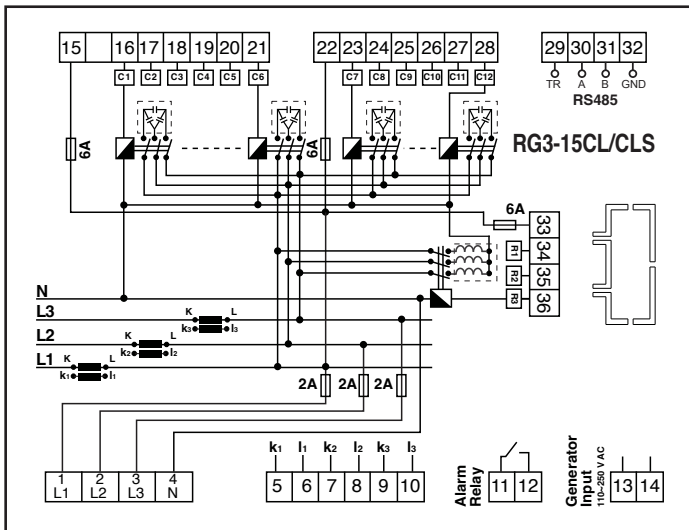 15 16 17 18 19 20 21 22 23 24 25 26 27 28 29 30 31 32
C1 C2 C3 C4 C5 C6 C7 C8 C9 C10 C11 C12
TR A B GND
RS485
6A 6A
RG3-15CL/CLS
6A
33
R1 34
R2 35
R3 36
N
L3
K L
k3 l3
L2
K L
k2 l2
L1
K L
k1 l1
2A 2A 2A
1 2 3 4
L1 L2 L3 N
k1 l1 k2 l2 k3 l3
5 6 7 8 9 10
Alarm
Relay
11 12
Generator
Input
110-250 V AC
13 14